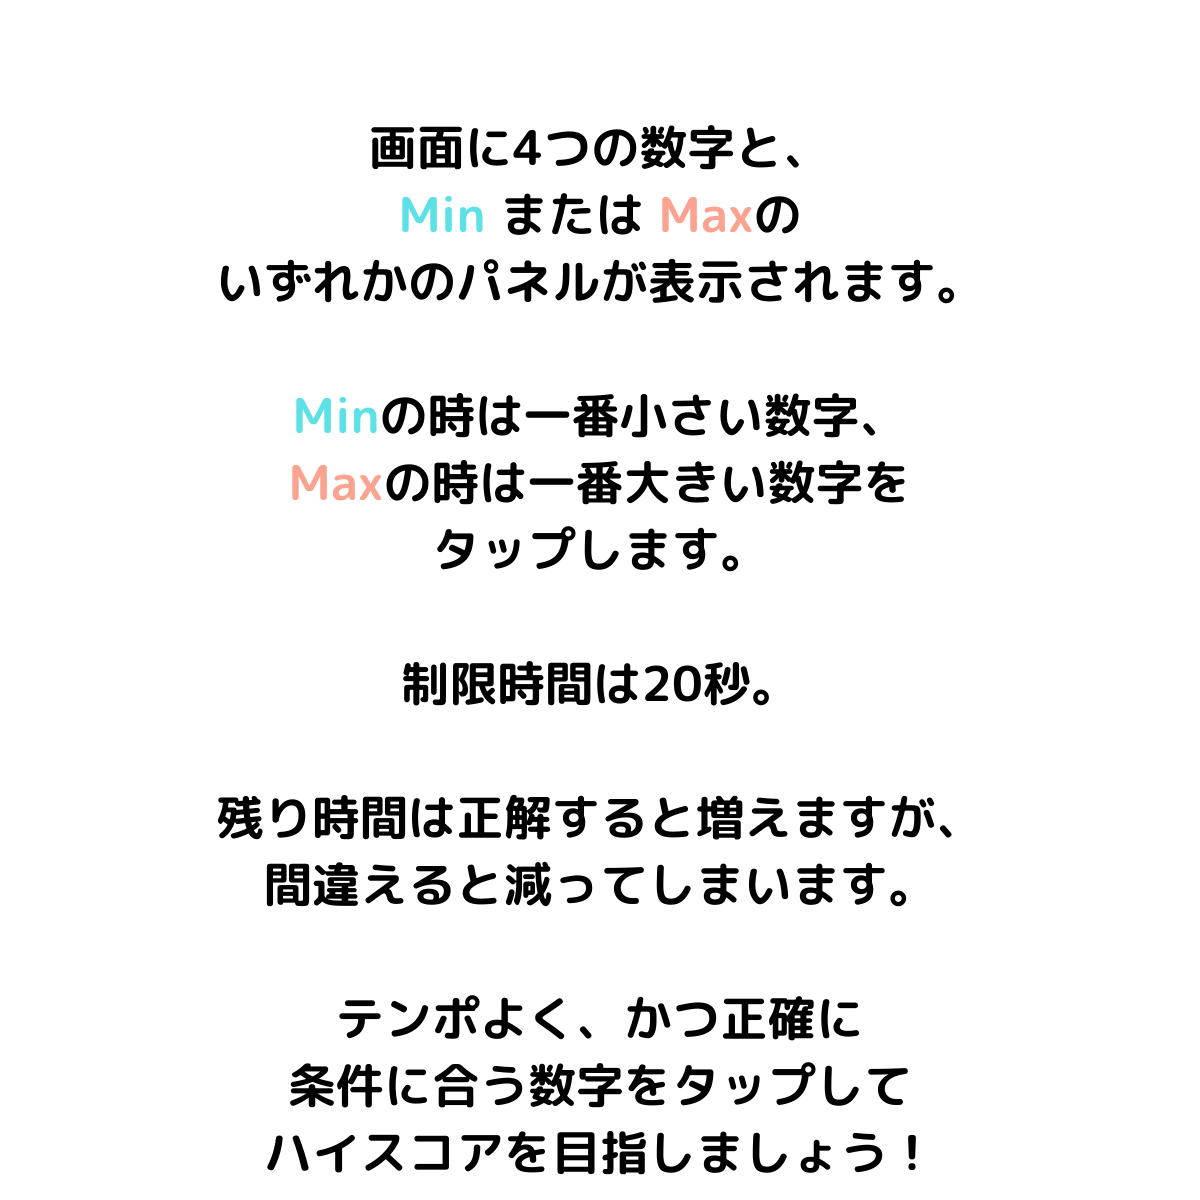 画面に4つの数字と、
Min または Maxの
いずれかのパネルが表示されます。
Minの時は一番小さい数字、
Maxの時は一番大きい数字を
タップします。
制限時間は20秒。
残り時間は正解すると増えますが、
間違えると減ってしまいます。
テンポよく、かつ正確に
条件に合う数字をタップして
ハイスコアを目指しましょう！